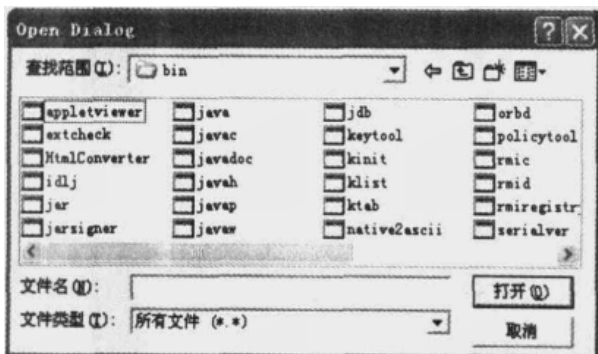 Open Dialog
查找范围(I): bin
appletviewer java jdb orbd
extcheck javac keytool policytool
HtmlConverter javadoc kinit rmic
idlj javah klist rmid
jar javap ktab rmiregistr
jarsigner javaw native2ascii serialver
文件名(N): 打开(O)
文件类型(T): 所有文件 (*.*)
取消